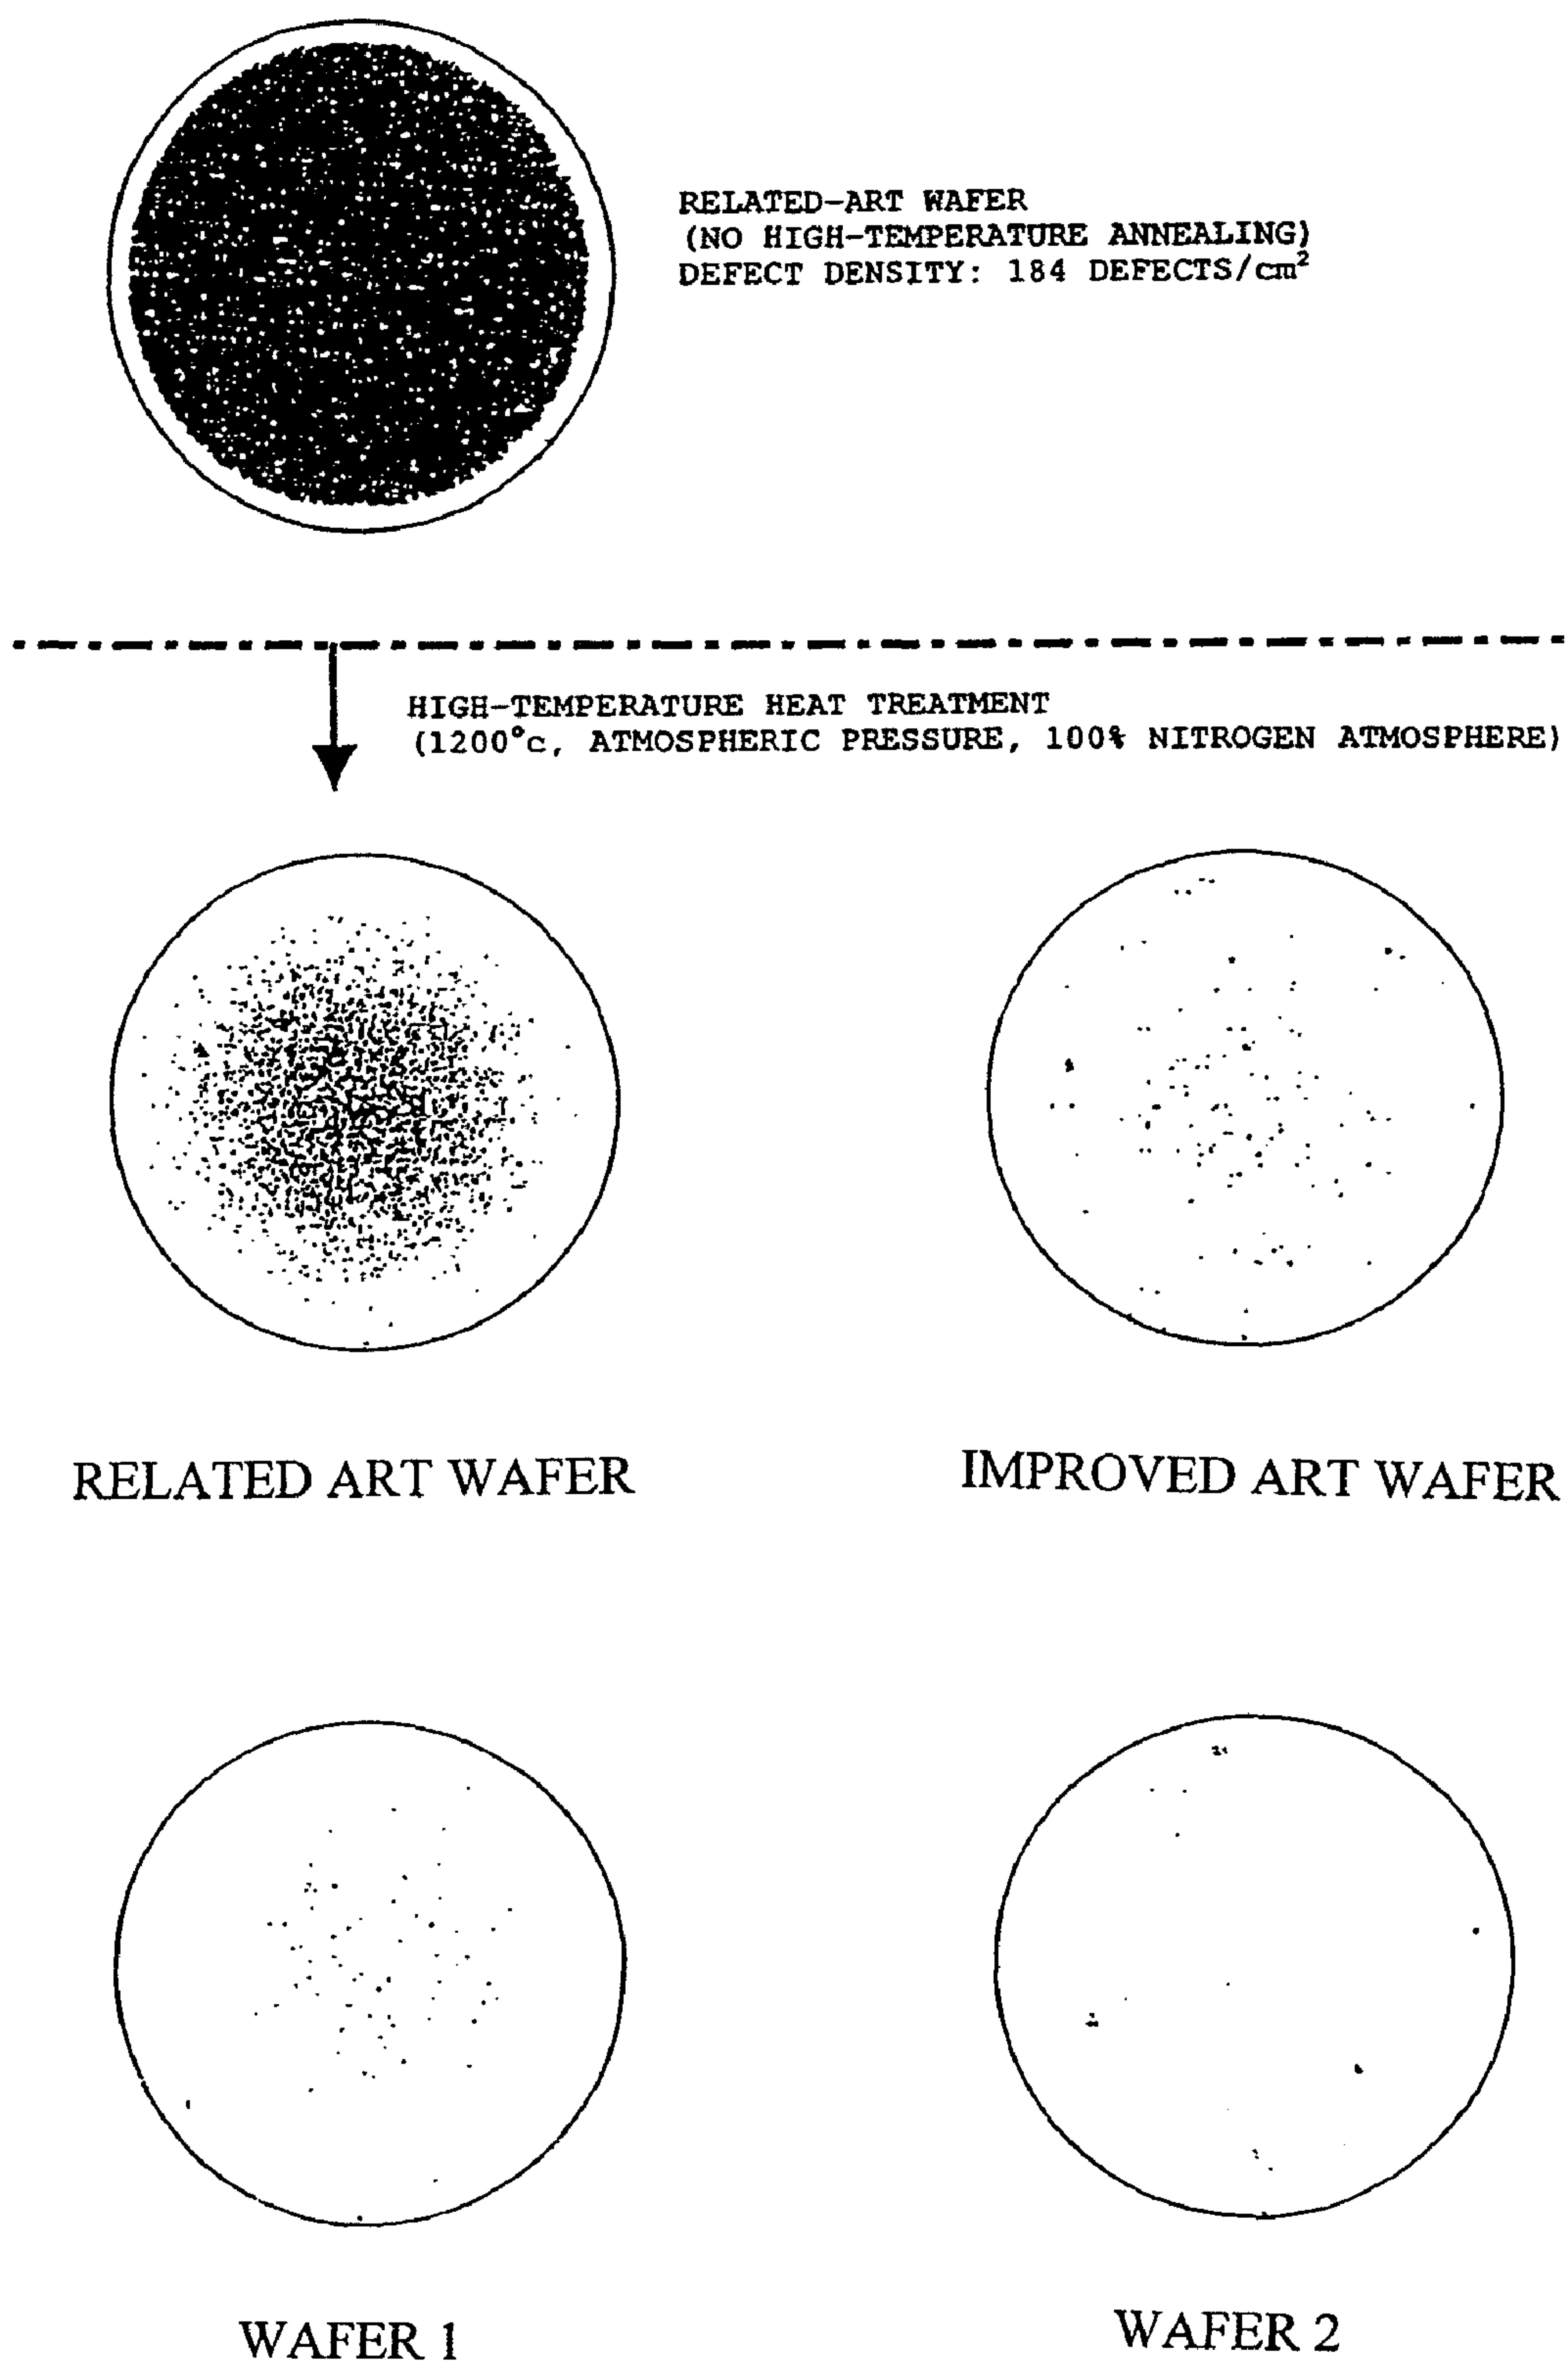 RELATED-ART WAFER
(NO HIGH-TEMPERATURE ANNEALING)
DEFECT DENSITY: 184 DEFECTS/cm²
HIGH-TEMPERATURE HEAT TREATMENT
(1200°c, ATMOSPHERIC PRESSURE, 100% NITROGEN ATMOSPHERE)
RELATED ART WAFER
IMPROVED ART WAFER
WAFER 1
WAFER 2